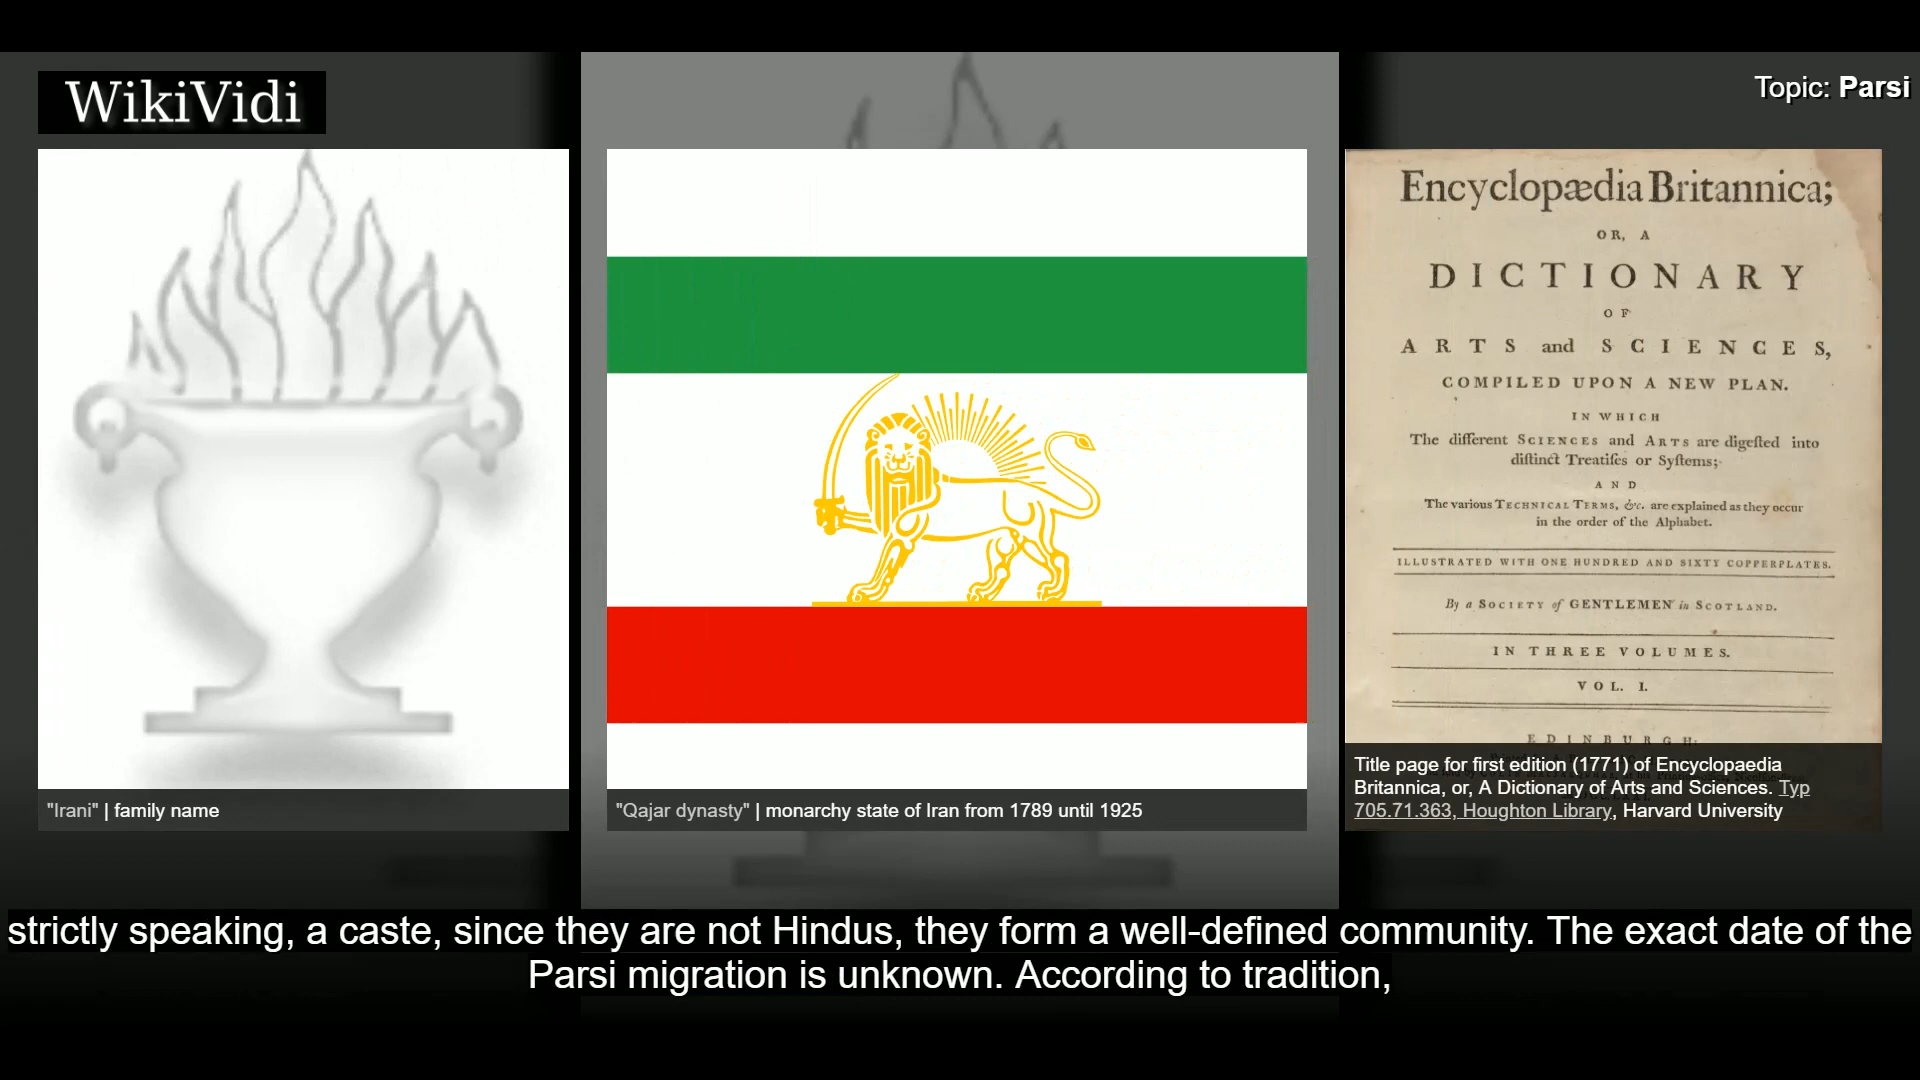 WikiVidi
Topic: Parsi
Encyclopædia Britannica;
OR, A
DICTIONARY
OF
ARTS and SCIENCES,
COMPILED UPON A NEW PLAN.
IN WHICH
The different SCIENCES and ARTS are digeſted into
diſtinct Treatiſes or Syſtems;
AND
The various TECHNICAL TERMS, &c. are explained as they occur
in the order of the Alphabet.
ILLUSTRATED WITH ONE HUNDRED AND SIXTY COPPERPLATES.
By a SOCIETY of GENTLEMEN in SCOTLAND.
IN THREE VOLUMES.
VOL. I.
EDINBURGH:
"Irani" | family name
"Qajar dynasty" | monarchy state of Iran from 1789 until 1925
Title page for first edition (1771) of Encyclopaedia
Britannica, or, A Dictionary of Arts and Sciences. Typ
705.71.363, Houghton Library, Harvard University
strictly speaking, a caste, since they are not Hindus, they form a well-defined community. The exact date of the
Parsi migration is unknown. According to tradition,